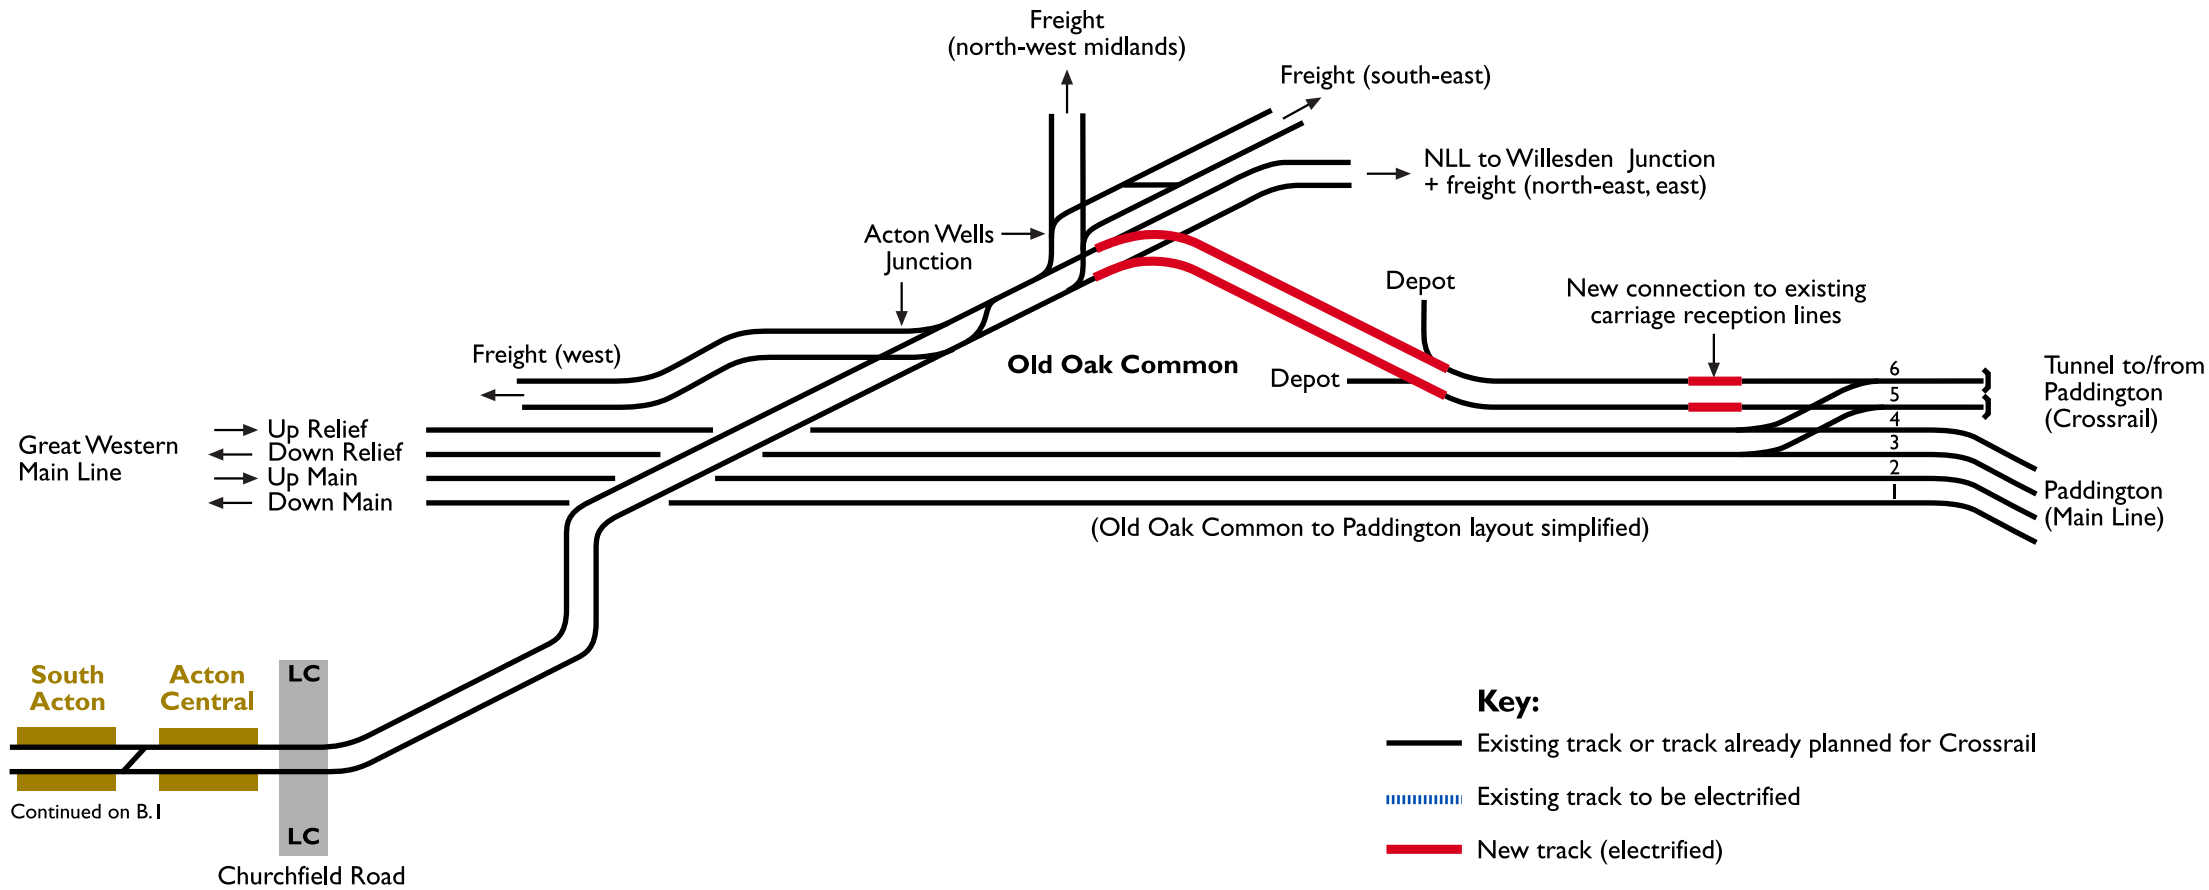 Freight
(north-west midlands)
Freight (south-east)
NLL to Willesden Junction
+ freight (north-east, east)
Acton Wells
Junction
Depot
New connection to existing
carriage reception lines
Freight (west)
Old Oak Common
Depot
6
5
4
3
2
1
Tunnel to/from
Paddington
(Crossrail)
Great Western
Main Line
Up Relief
Down Relief
Up Main
Down Main
Paddington
(Main Line)
(Old Oak Common to Paddington layout simplified)
South
Acton
Acton
Central
LC
LC
Continued on B.1
Churchfield Road
Key:
Existing track or track already planned for Crossrail
Existing track to be electrified
New track (electrified)